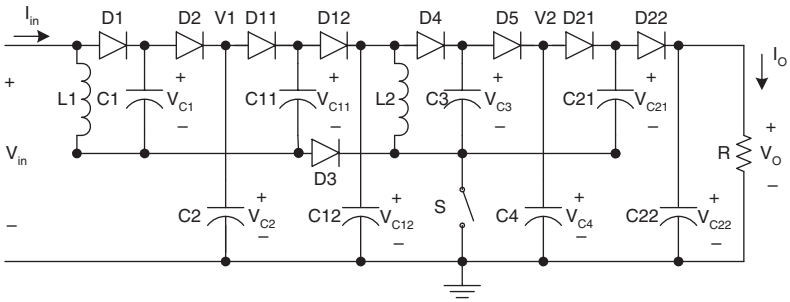 I_in
D1 D2 V1 D11 D12 D4 D5 V2 D21 D22
+ + + + + I_O
L1 C1 V_C1 C11 V_C11 L2 C3 V_C3 C21 V_C21
– – – –
V_in D3 R + V_O –
+ + S + +
C2 V_C2 C12 V_C12 C4 V_C4 C22 V_C22
– – – – –